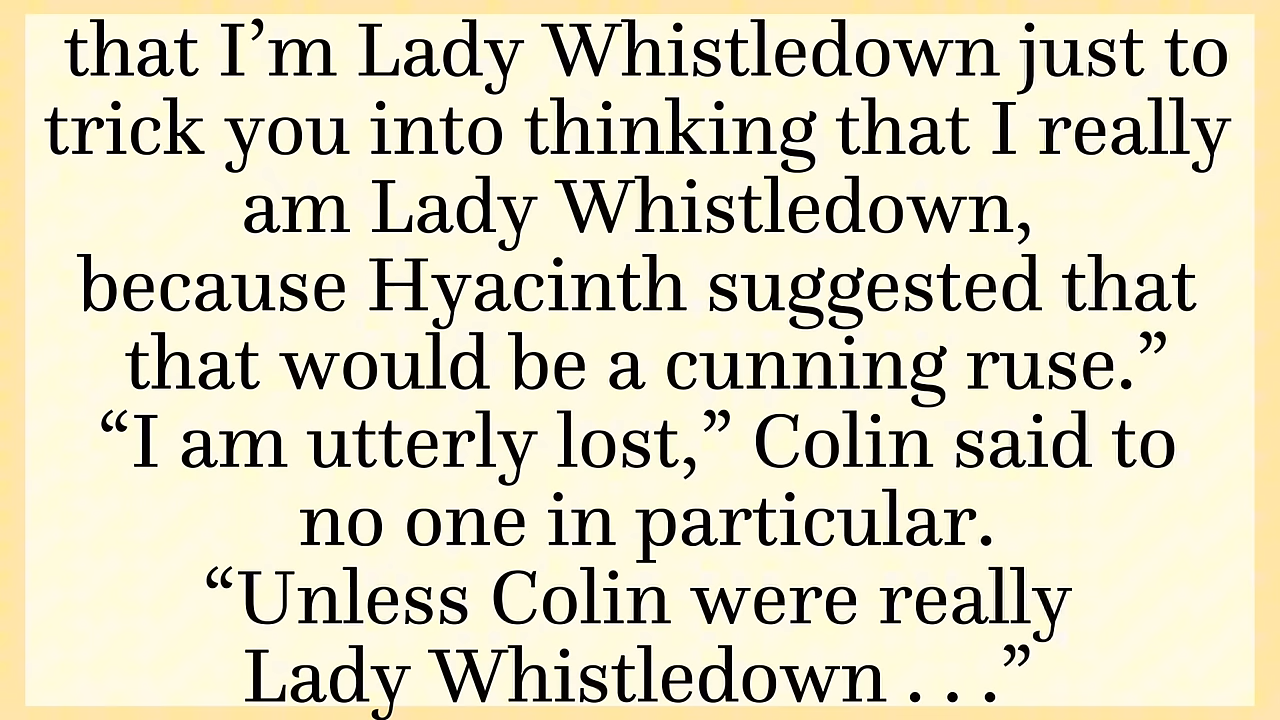 that I’m Lady Whistledown just to
trick you into thinking that I really
am Lady Whistledown,
because Hyacinth suggested that
that would be a cunning ruse.”
“I am utterly lost,” Colin said to
no one in particular.
“Unless Colin were really
Lady Whistledown . . .”